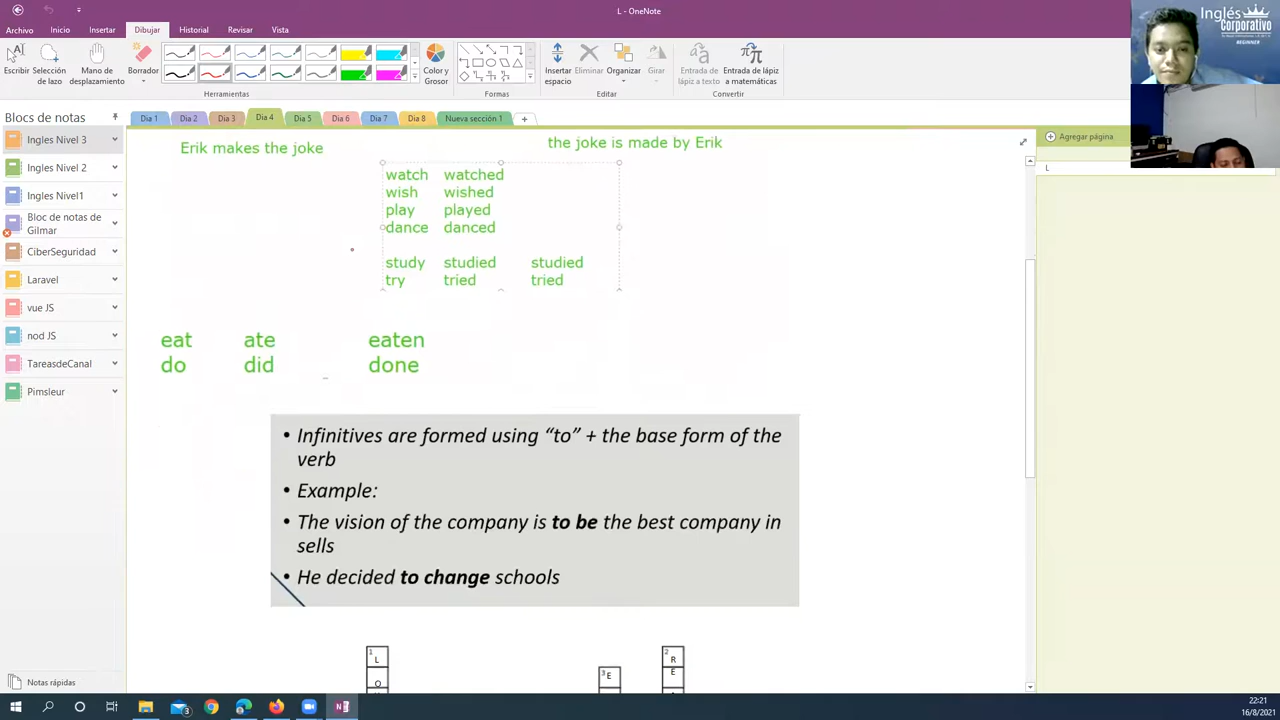 L - OneNote
Archivo Inicio Insertar Dibujar Historial Revisar Vista
Escribir
Selección de lazo
Mano de desplazamiento
Borrador
Color y Grosor
Insertar espacio
Eliminar
Organizar
Girar
Entrada de lápiz a texto
Entrada de lápiz a matemáticas
Herramientas Formas Editar Convertir
Inglés
Corporativo
BEGINNER
Blocs de notas
Dia 1 Dia 2 Dia 3 Dia 4 Dia 5 Dia 6 Dia 7 Dia 8 Nueva sección 1
Agregar página
L
Ingles Nivel 3
Ingles Nivel 2
Ingles Nivel1
Bloc de notas de Gilmar
CiberSeguridad
Laravel
vue JS
nod JS
TareasdeCanal
Pimsleur
Notas rápidas
Erik makes the joke
the joke is made by Erik
watch watched
wish wished
play played
dance danced
study studied studied
try tried tried
eat ate eaten
do did done
• Infinitives are formed using “to” + the base form of the
verb
• Example:
• The vision of the company is to be the best company in
sells
• He decided to change schools
1 L
O
3 E
2 R
E
22:21
16/8/2021